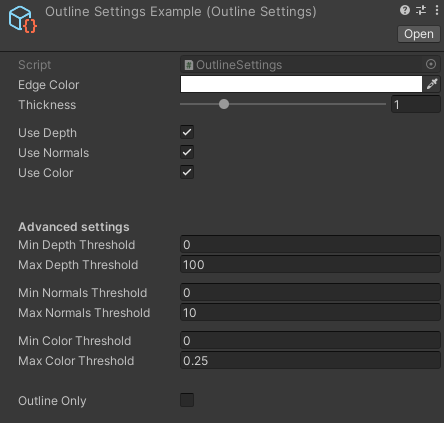 Outline Settings Example (Outline Settings)
Open
Script OutlineSettings
Edge Color
Thickness 1
Use Depth
Use Normals
Use Color
Advanced settings
Min Depth Threshold 0
Max Depth Threshold 100
Min Normals Threshold 0
Max Normals Threshold 10
Min Color Threshold 0
Max Color Threshold 0.25
Outline Only